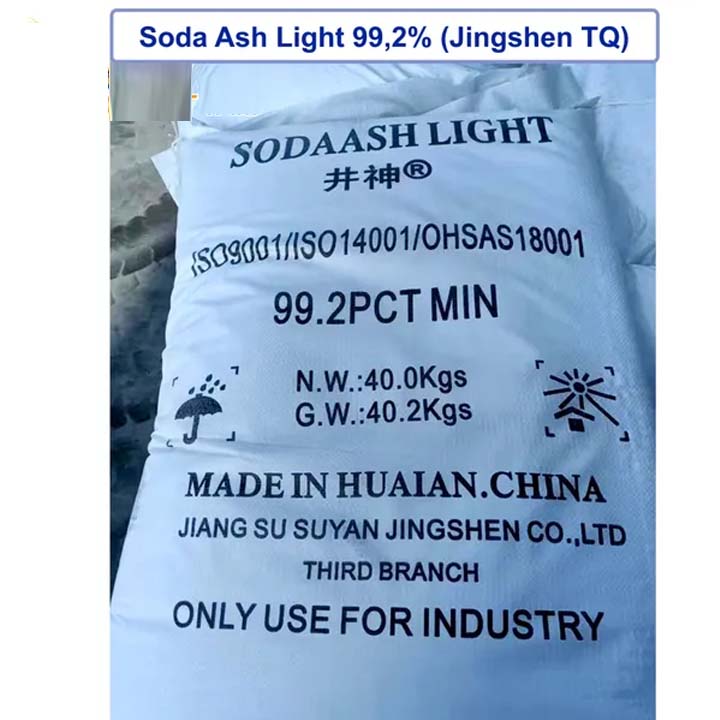 Soda Ash Light 99,2% (Jingshen TQ)
SODAASH LIGHT
井神®
ISO9001/ISO14001/OHSAS18001
99.2PCT MIN
N.W.:40.0Kgs
G.W.:40.2Kgs
MADE IN HUAIAN.CHINA
JIANG SU SUYAN JINGSHEN CO.,LTD
THIRD BRANCH
ONLY USE FOR INDUSTRY